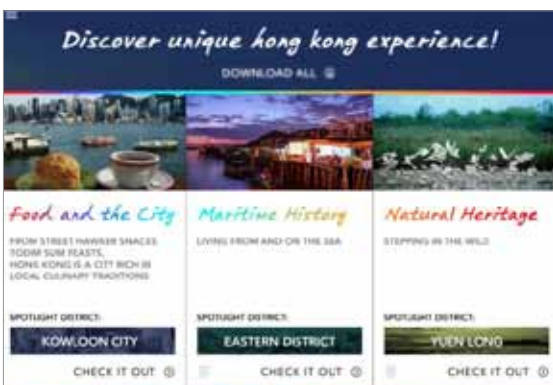 Discover unique hong kong experience!
DOWNLOAD ALL
Food and the City
FROM STREET HAWKER SNACKS
TODIM SUM FEASTS,
HONG KONG IS A CITY RICH IN
LOCAL CULINARY TRADITIONS
SPOTLIGHT DISTRICT:
KOWLOON CITY
CHECK IT OUT
Maritime History
LIVING FROM AND ON THE SEA
SPOTLIGHT DISTRICT:
EASTERN DISTRICT
CHECK IT OUT
Natural Heritage
STEPPING IN THE WILD
SPOTLIGHT DISTRICT:
YUEN LONG
CHECK IT OUT